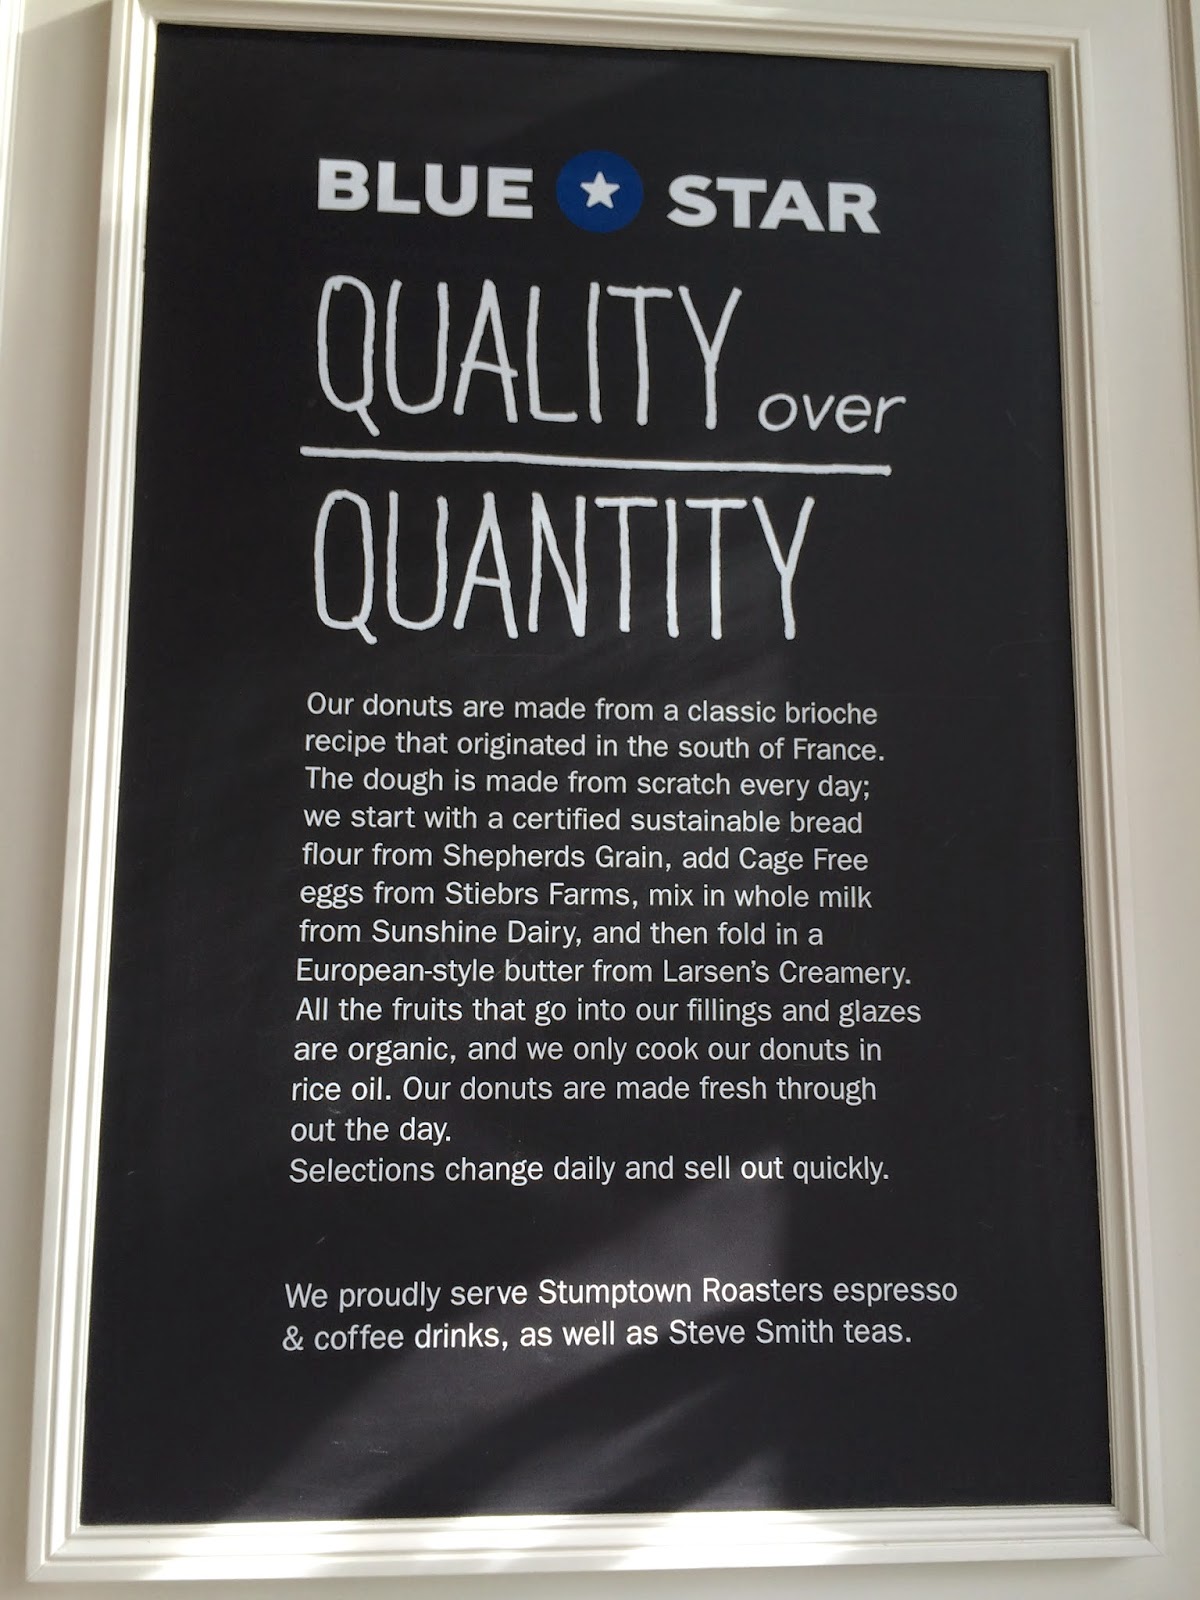 BLUE STAR
QUALITY over
QUANTITY
Our donuts are made from a classic brioche
recipe that originated in the south of France.
The dough is made from scratch every day;
we start with a certified sustainable bread
flour from Shepherds Grain, add Cage Free
eggs from Stiebrs Farms, mix in whole milk
from Sunshine Dairy, and then fold in a
European-style butter from Larsen's Creamery.
All the fruits that go into our fillings and glazes
are organic, and we only cook our donuts in
rice oil. Our donuts are made fresh through
out the day.
Selections change daily and sell out quickly.
We proudly serve Stumptown Roasters espresso
& coffee drinks, as well as Steve Smith teas.